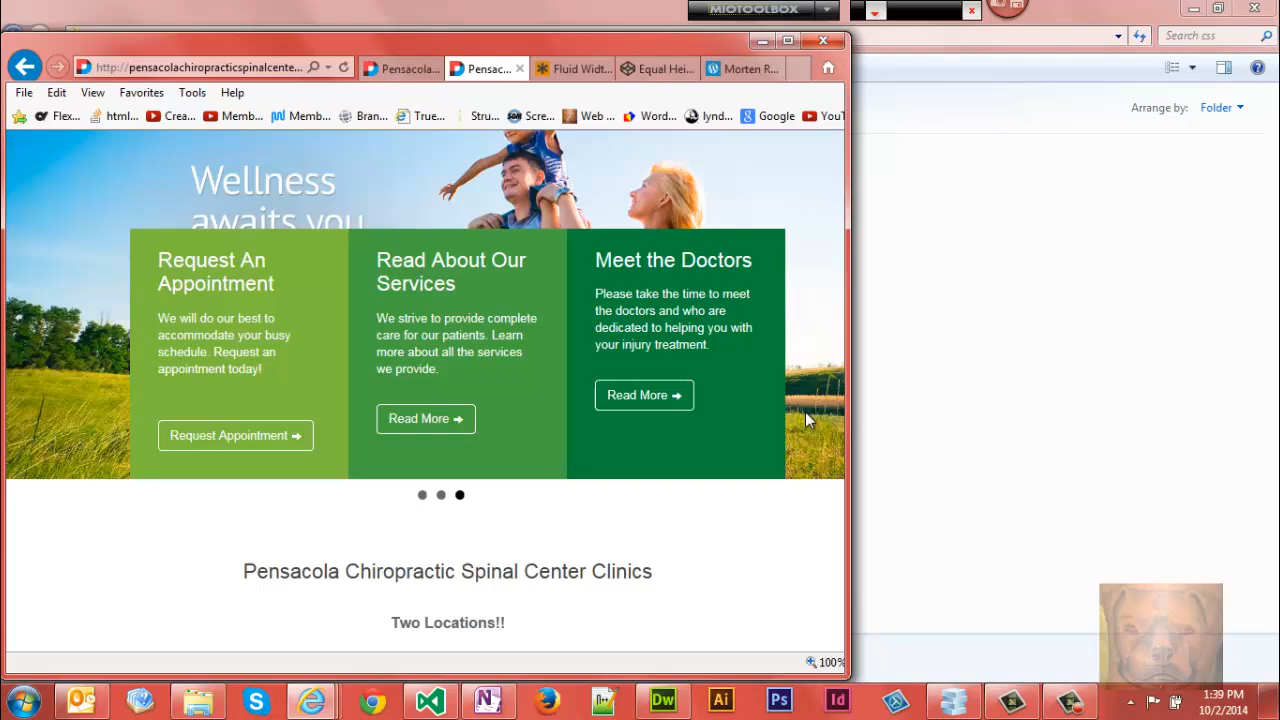 MIOTOOLBOX
Search css
http://pensacolachiropracticspinalcente...
Pensacola...
Pensac...
Fluid Widt...
Equal Hei...
Morten R...
File Edit View Favorites Tools Help
Flex...
html...
Crea...
Memb...
Memb...
Bran...
True...
Stru...
Scre...
Web ...
Word...
lynd...
Google
YouT
Arrange by: Folder
Wellness
awaits you
Request An
Appointment
We will do our best to
accommodate your busy
schedule. Request an
appointment today!
Request Appointment
Read About Our
Services
We strive to provide complete
care for our patients. Learn
more about all the services
we provide.
Read More
Meet the Doctors
Please take the time to meet
the doctors and who are
dedicated to helping you with
your injury treatment.
Read More
Pensacola Chiropractic Spinal Center Clinics
Two Locations!!
100%
Dw
Ai
Ps
Id
1:39 PM
10/2/2014